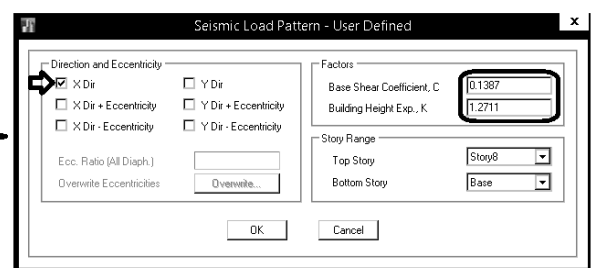 Seismic Load Pattern - User Defined
x
Direction and Eccentricity
X Dir
Y Dir
X Dir + Eccentricity
Y Dir + Eccentricity
X Dir - Eccentricity
Y Dir - Eccentricity
Ecc. Ratio (All Diaph.)
Overwrite Eccentricities
Overwrite...
Factors
Base Shear Coefficient, C
0.1387
Building Height Exp., K
1.2711
Story Range
Top Story
Story8
Bottom Story
Base
OK
Cancel